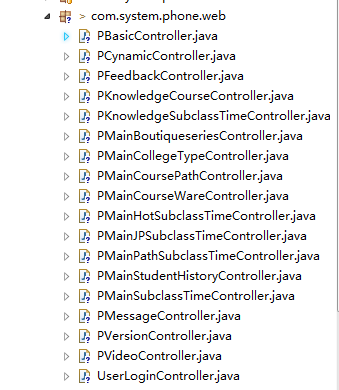 > com.system.phone.web
PBasicController.java
PCynamicController.java
PFeedbackController.java
PKnowledgeCourseController.java
PKnowledgeSubclassTimeController.java
PMainBoutiqueseriesController.java
PMainCollegeTypeController.java
PMainCoursePathController.java
PMainCourseWareController.java
PMainHotSubclassTimeController.java
PMainJPSubclassTimeController.java
PMainPathSubclassTimeController.java
PMainStudentHistoryController.java
PMainSubclassTimeController.java
PMessageController.java
PVersionController.java
PVideoController.java
UserLoginController.java